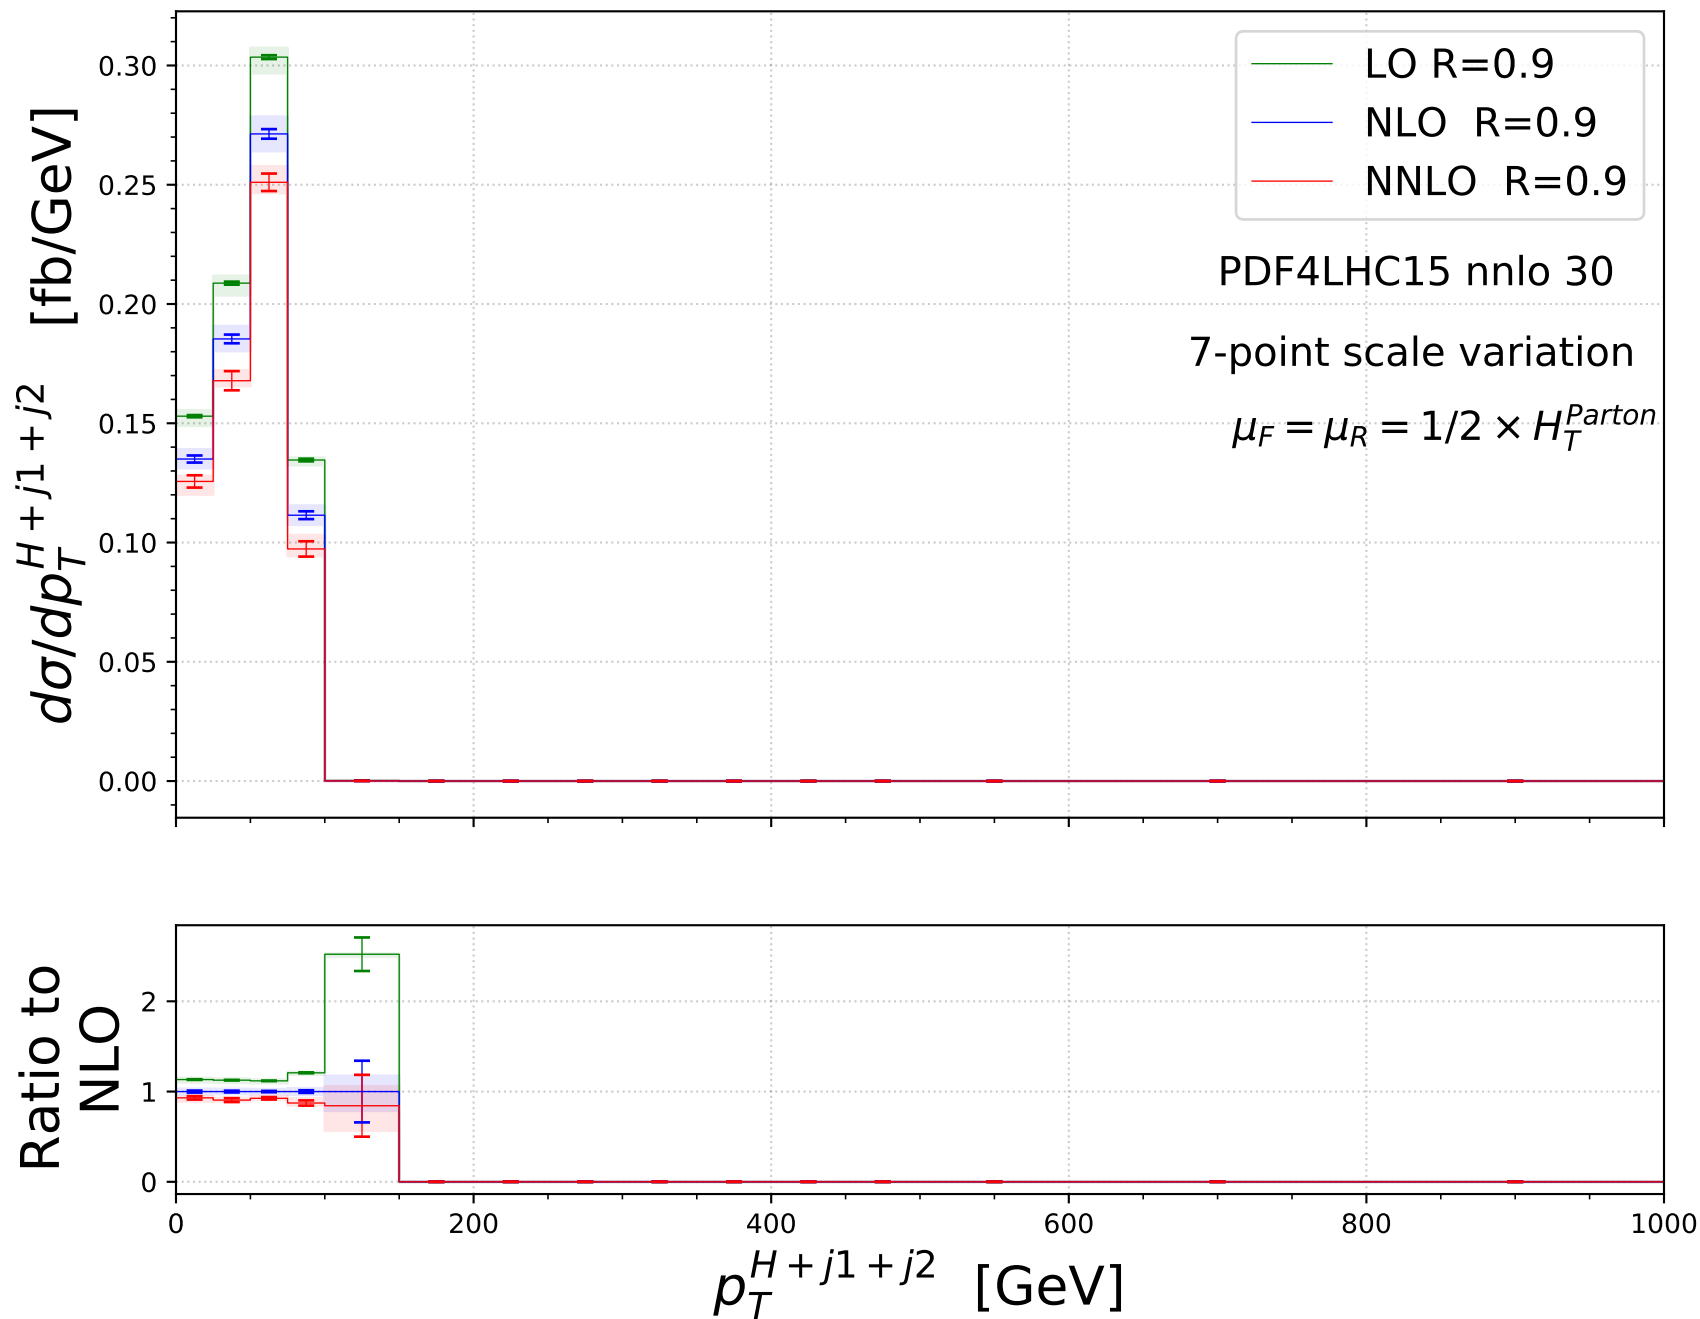 dσ/dp_T^{H+j1+j2} [fb/GeV]
0.30
0.25
0.20
0.15
0.10
0.05
0.00
LO R=0.9
NLO R=0.9
NNLO R=0.9
PDF4LHC15 nnlo 30
7-point scale variation
μ_F = μ_R = 1/2 × H_T^{Parton}
Ratio to
NLO
2
1
0
0 200 400 600 800 1000
p_T^{H+j1+j2} [GeV]